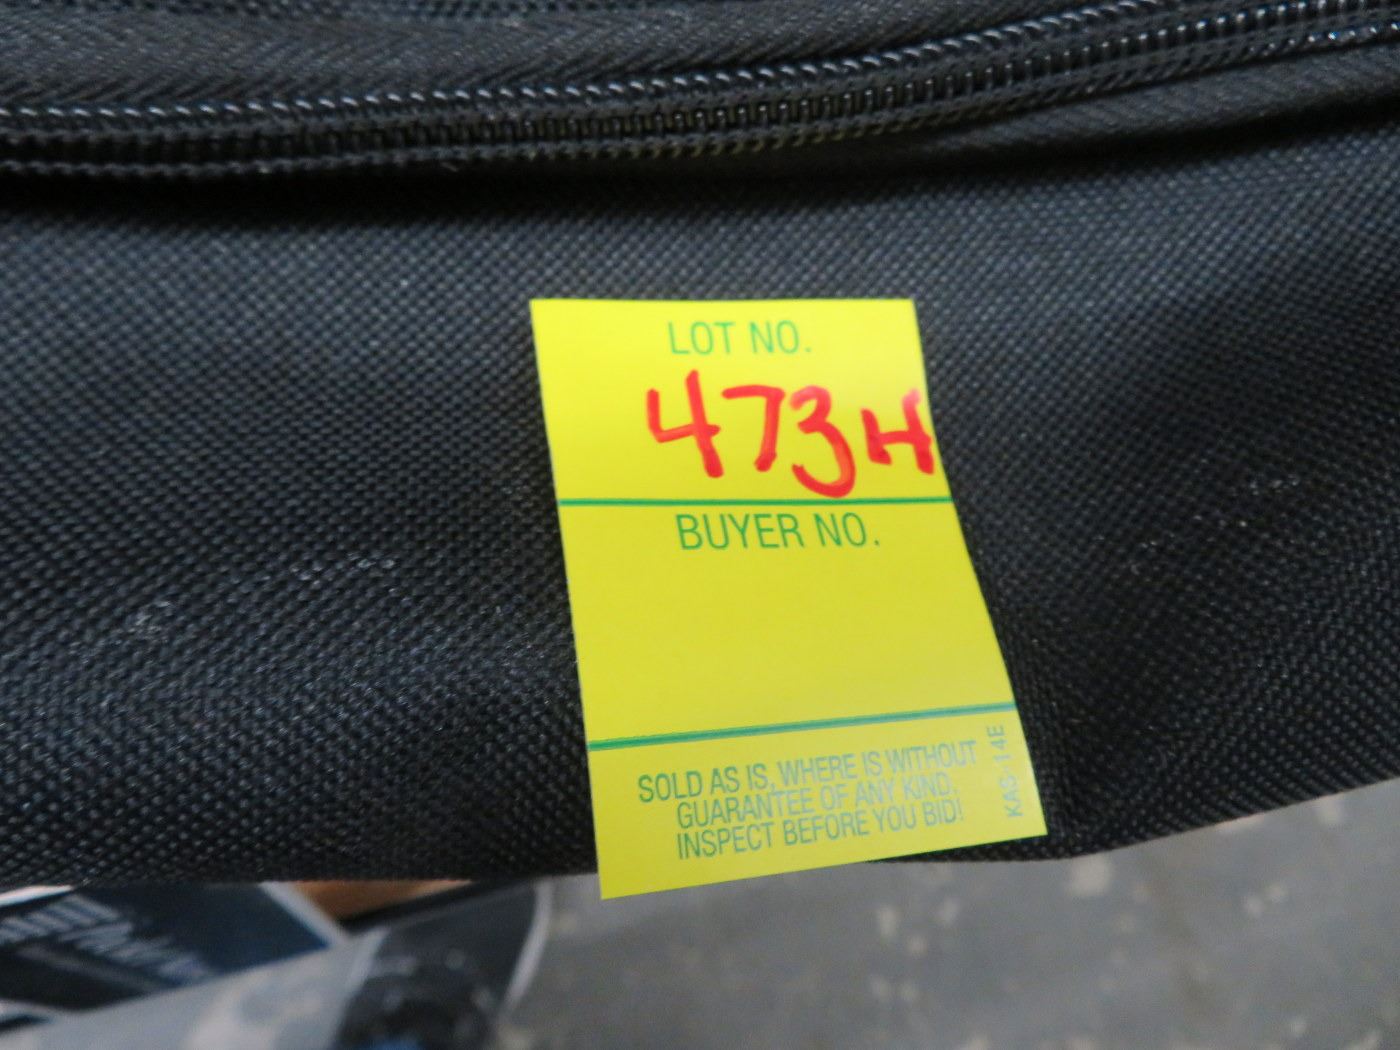 LOT NO.
473H
BUYER NO.
SOLD AS IS, WHERE IS WITHOUT
GUARANTEE OF ANY KIND.
INSPECT BEFORE YOU BID!
KAS-14E